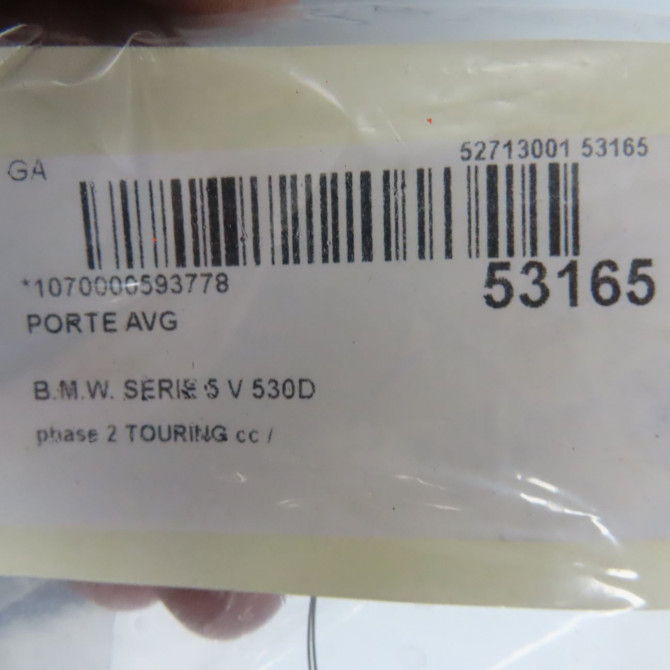 GA
52713001 53165
*1070000593778
53165
PORTE AVG
B.M.W. SERIE 5 V 530D
phase 2 TOURING cc /